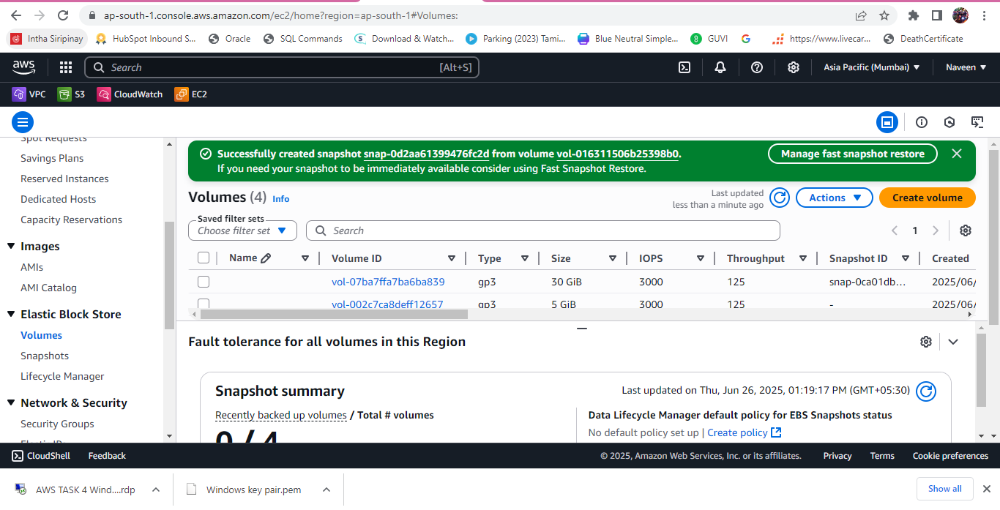 ap-south-1.console.aws.amazon.com/ec2/home?region=ap-south-1#Volumes:
Intha Siripinay
HubSpot Inbound S...
Oracle
SQL Commands
Download & Watch...
Parking (2023) Tami...
Blue Neutral Simple...
GUVI
https://www.livecar...
DeathCertificate
aws
Search
[Alt+S]
Asia Pacific (Mumbai)
Naveen
VPC
S3
CloudWatch
EC2
Spot Requests
Savings Plans
Reserved Instances
Dedicated Hosts
Capacity Reservations
Images
AMIs
AMI Catalog
Elastic Block Store
Volumes
Snapshots
Lifecycle Manager
Network & Security
Security Groups
Successfully created snapshot snap-0d2aa61399476fc2d from volume vol-016311506b25398b0.
If you need your snapshot to be immediately available consider using Fast Snapshot Restore.
Manage fast snapshot restore
Volumes (4) Info
Last updated
less than a minute ago
Actions
Create volume
Saved filter sets
Choose filter set
Search
1
Name Volume ID Type Size IOPS Throughput Snapshot ID Created
vol-07ba7ffa7ba6ba839 gp3 30 GiB 3000 125 snap-0ca01db... 2025/06/
vol-002c7ca8deff12657 gp3 5 GiB 3000 125 - 2025/06/
Fault tolerance for all volumes in this Region
Snapshot summary
Last updated on Thu, Jun 26, 2025, 01:19:17 PM (GMT+05:30)
Recently backed up volumes / Total # volumes
0 / 4
Data Lifecycle Manager default policy for EBS Snapshots status
No default policy set up | Create policy
CloudShell
Feedback
© 2025, Amazon Web Services, Inc. or its affiliates.
Privacy
Terms
Cookie preferences
AWS TASK 4 Wind....rdp
Windows key pair.pem
Show all